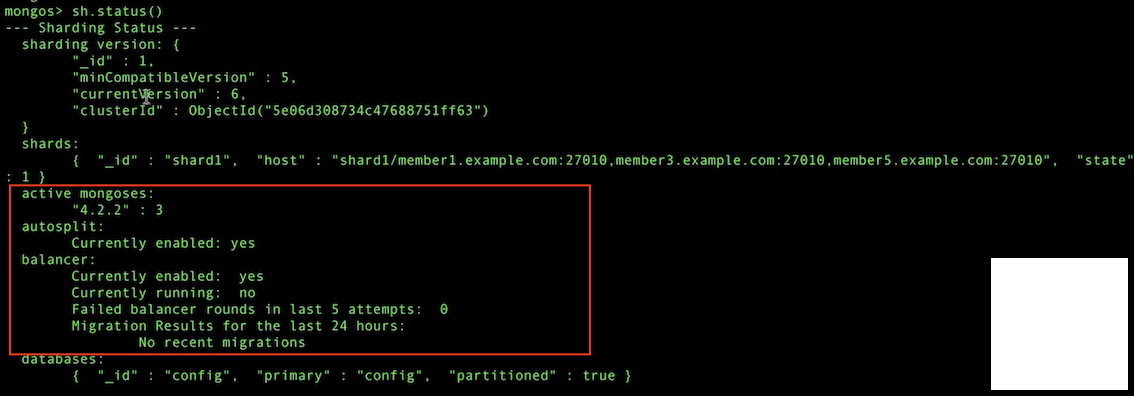 mongos> sh.status()
--- Sharding Status ---
sharding version: {
"_id" : 1,
"minCompatibleVersion" : 5,
"currentVersion" : 6,
"clusterId" : ObjectId("5e06d308734c47688751ff63")
}
shards:
{  "_id" : "shard1",  "host" : "shard1/member1.example.com:27010,member3.example.com:27010,member5.example.com:27010",  "state"
: 1 }
active mongoses:
"4.2.2" : 3
autosplit:
Currently enabled: yes
balancer:
Currently enabled:  yes
Currently running:  no
Failed balancer rounds in last 5 attempts:  0
Migration Results for the last 24 hours:
No recent migrations
databases:
{  "_id" : "config",  "primary" : "config",  "partitioned" : true }